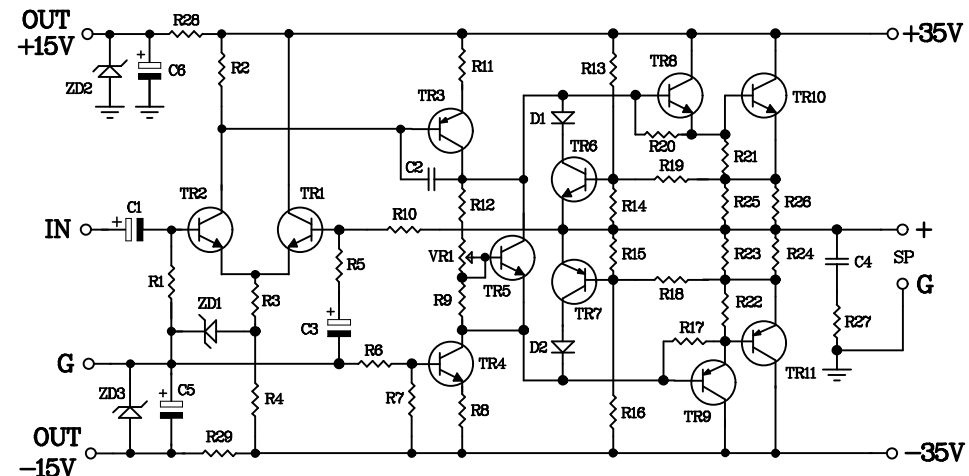 OUT
+15V
R28
+35V
ZD2
+
C6
R2
R11
R13
TR8
TR10
TR3
D1
TR6
R20
R21
C2
R19
TR2
TR1
R12
R14
R25
R26
IN
+
C1
R10
+
SP
G
R1
R5
VR1
TR5
R15
R23
R24
C4
ZD1
R3
R9
TR7
R18
R22
R27
C3
+
R6
D2
R17
G
TR4
TR11
ZD3
+
C5
R4
R7
R8
R16
TR9
OUT
-15V
R29
-35V